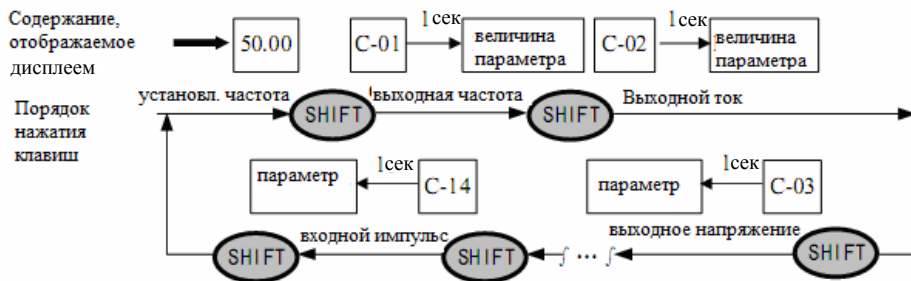 Содержание,
отображаемое
дисплеем
50.00
C-01
1сек
величина
параметра
C-02
1сек
величина
параметра
Порядок
нажатия
клавиш
установл. частота
SHIFT
выходная частота
SHIFT
Выходной ток
параметр
1сек
C-14
параметр
1сек
C-03
SHIFT
входной импульс
SHIFT
...
выходное напряжение
SHIFT